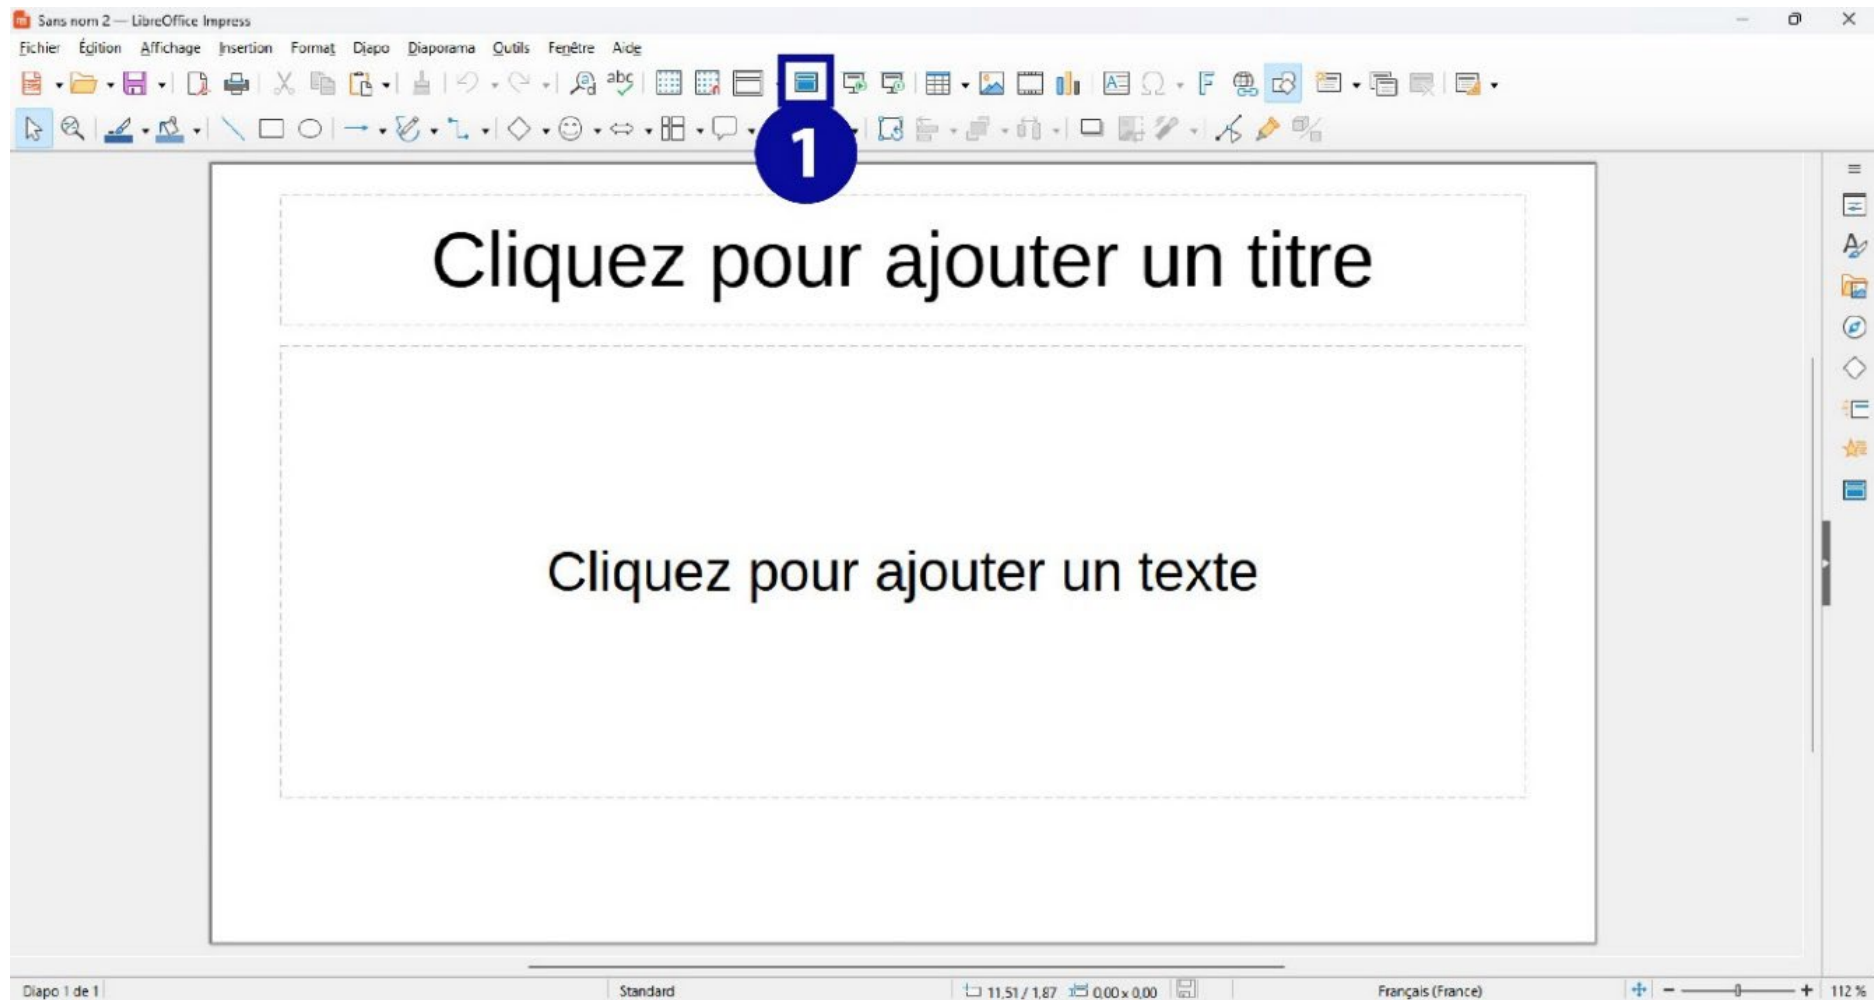 Sans nom 2 — LibreOffice Impress
Fichier Édition Affichage Insertion Format Diapo Diaporama Outils Fenêtre Aide
abç
1
Cliquez pour ajouter un titre
Cliquez pour ajouter un texte
Diapo 1 de 1 Standard 11,51 / 1,87 0,00 x 0,00 Français (France) 112 %